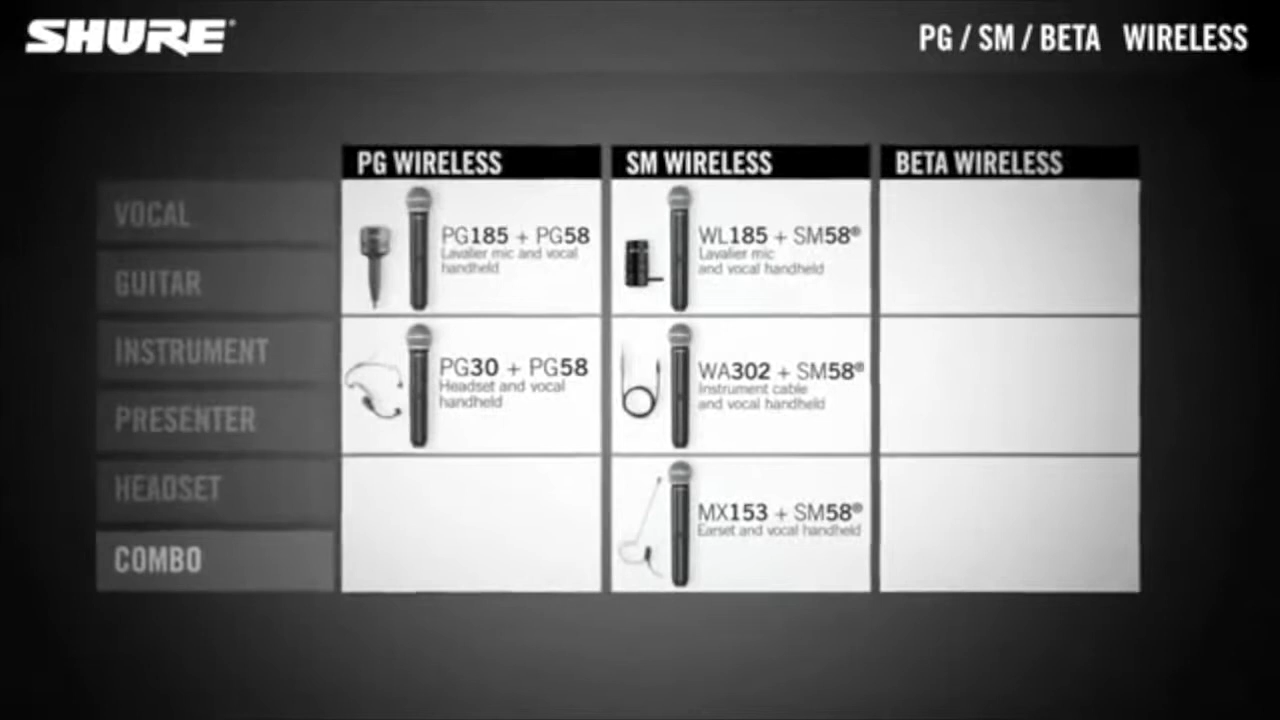 SHURE®
PG / SM / BETA WIRELESS
PG WIRELESS
SM WIRELESS
BETA WIRELESS
VOCAL
GUITAR
INSTRUMENT
PRESENTER
HEADSET
COMBO
PG185 + PG58
Lavalier mic and vocal
handheld
WL185 + SM58®
Lavalier mic
and vocal handheld
PG30 + PG58
Headset and vocal
handheld
WA302 + SM58®
Instrument cable
and vocal handheld
MX153 + SM58®
Earset and vocal handheld